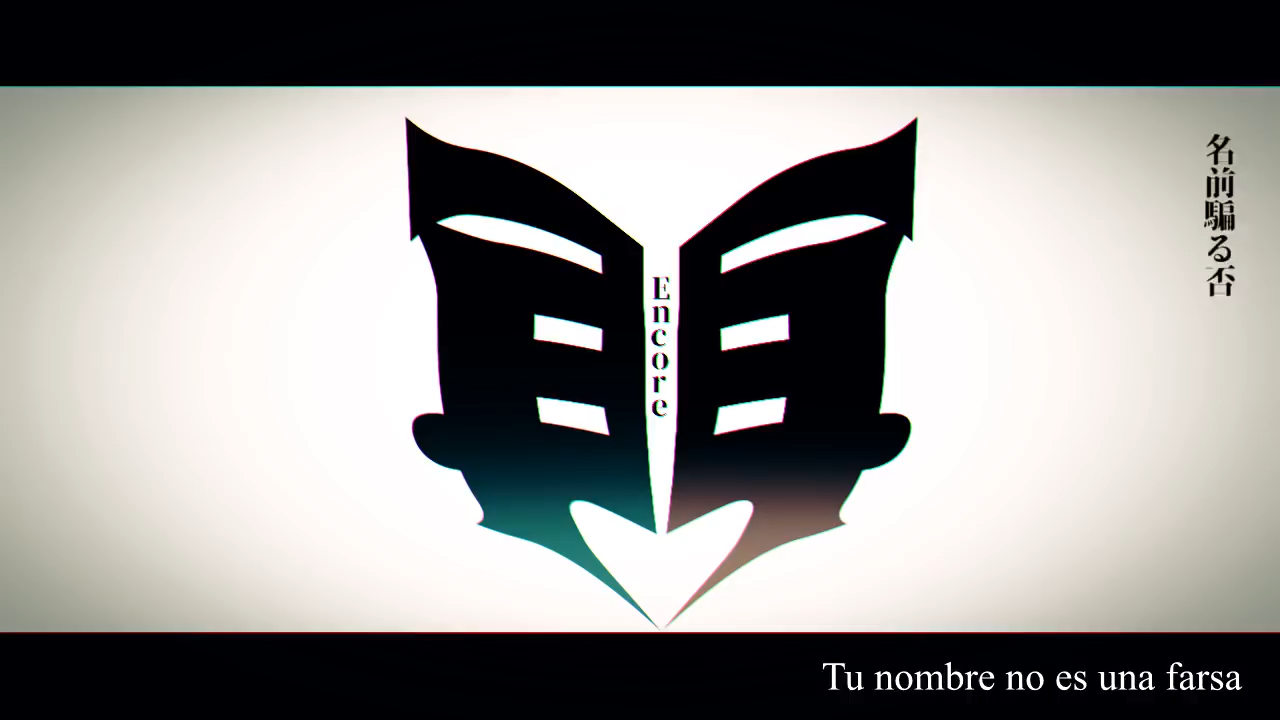 名前騙る否
Encore
Tu nombre no es una farsa